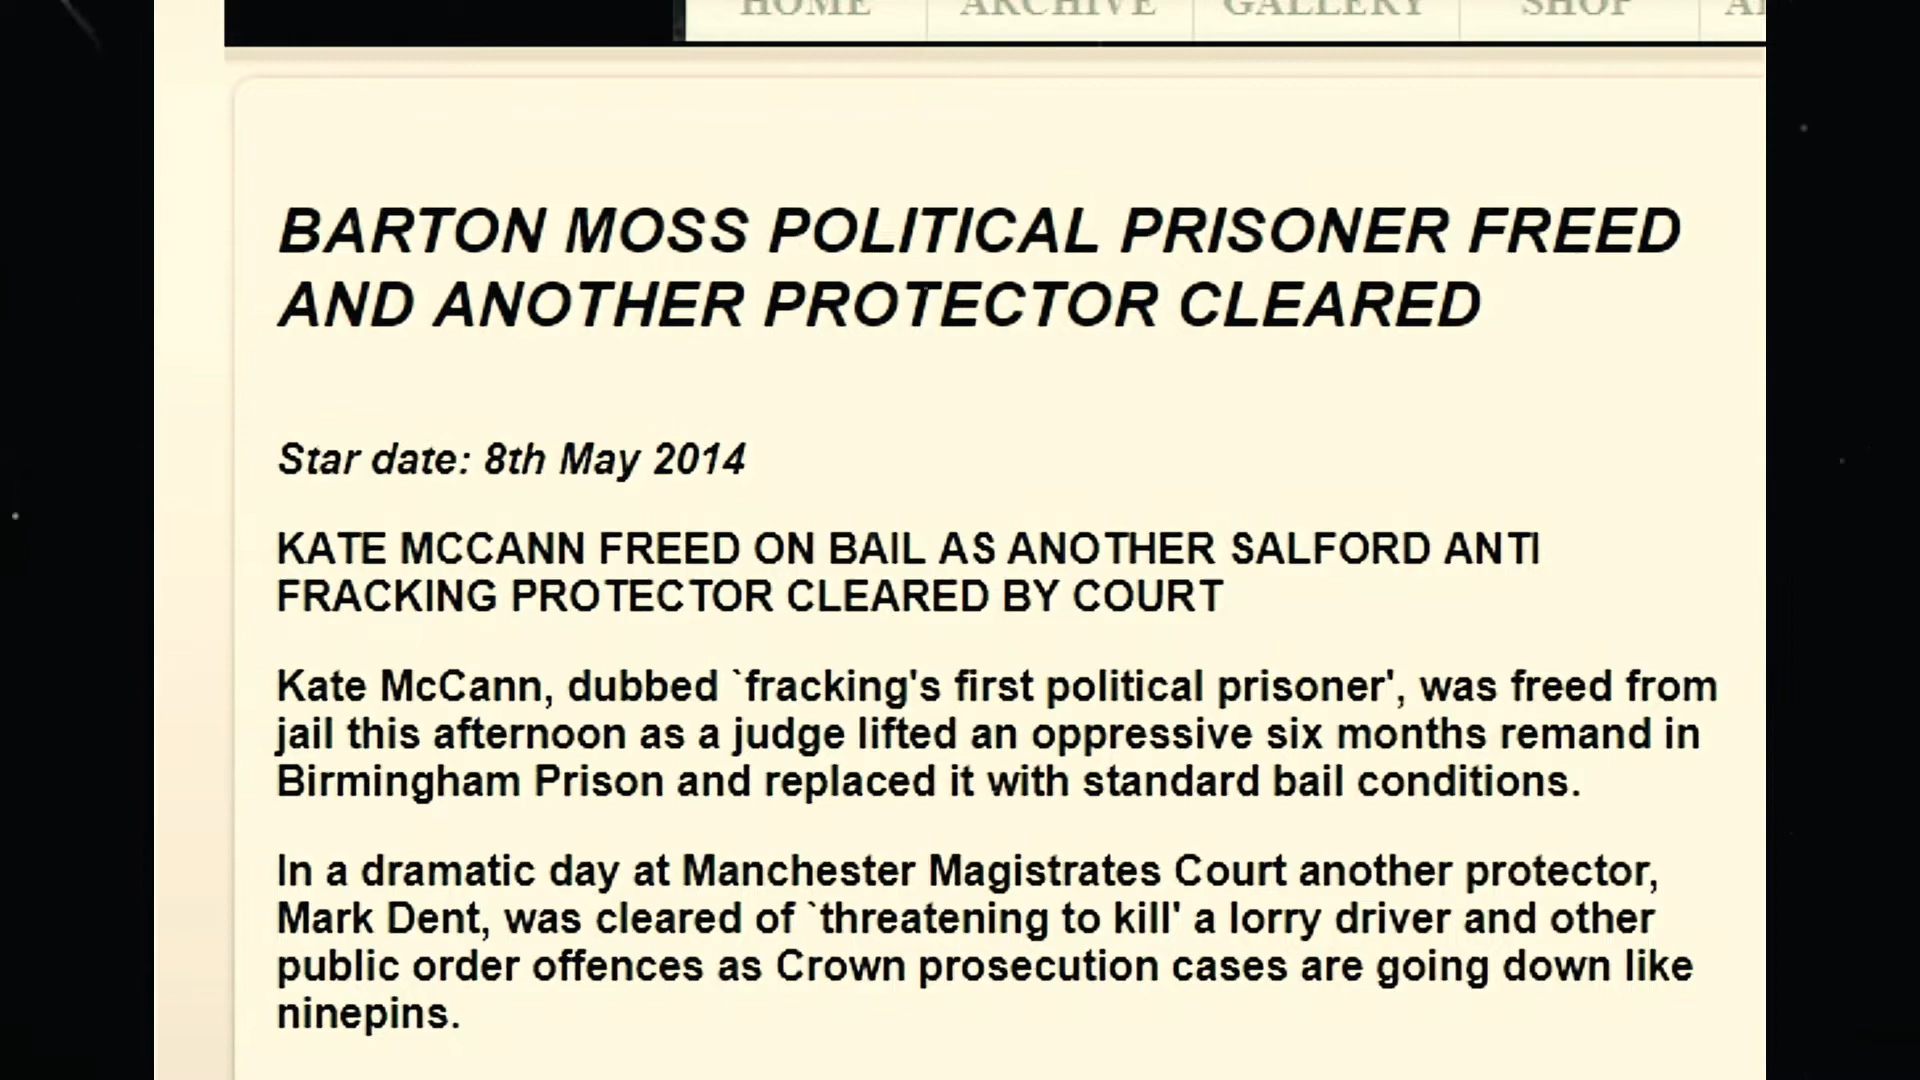 HOME ARCHIVE GALLERY SHOP
BARTON MOSS POLITICAL PRISONER FREED
AND ANOTHER PROTECTOR CLEARED
Star date: 8th May 2014
KATE MCCANN FREED ON BAIL AS ANOTHER SALFORD ANTI
FRACKING PROTECTOR CLEARED BY COURT
Kate McCann, dubbed `fracking's first political prisoner', was freed from
jail this afternoon as a judge lifted an oppressive six months remand in
Birmingham Prison and replaced it with standard bail conditions.
In a dramatic day at Manchester Magistrates Court another protector,
Mark Dent, was cleared of `threatening to kill' a lorry driver and other
public order offences as Crown prosecution cases are going down like
ninepins.